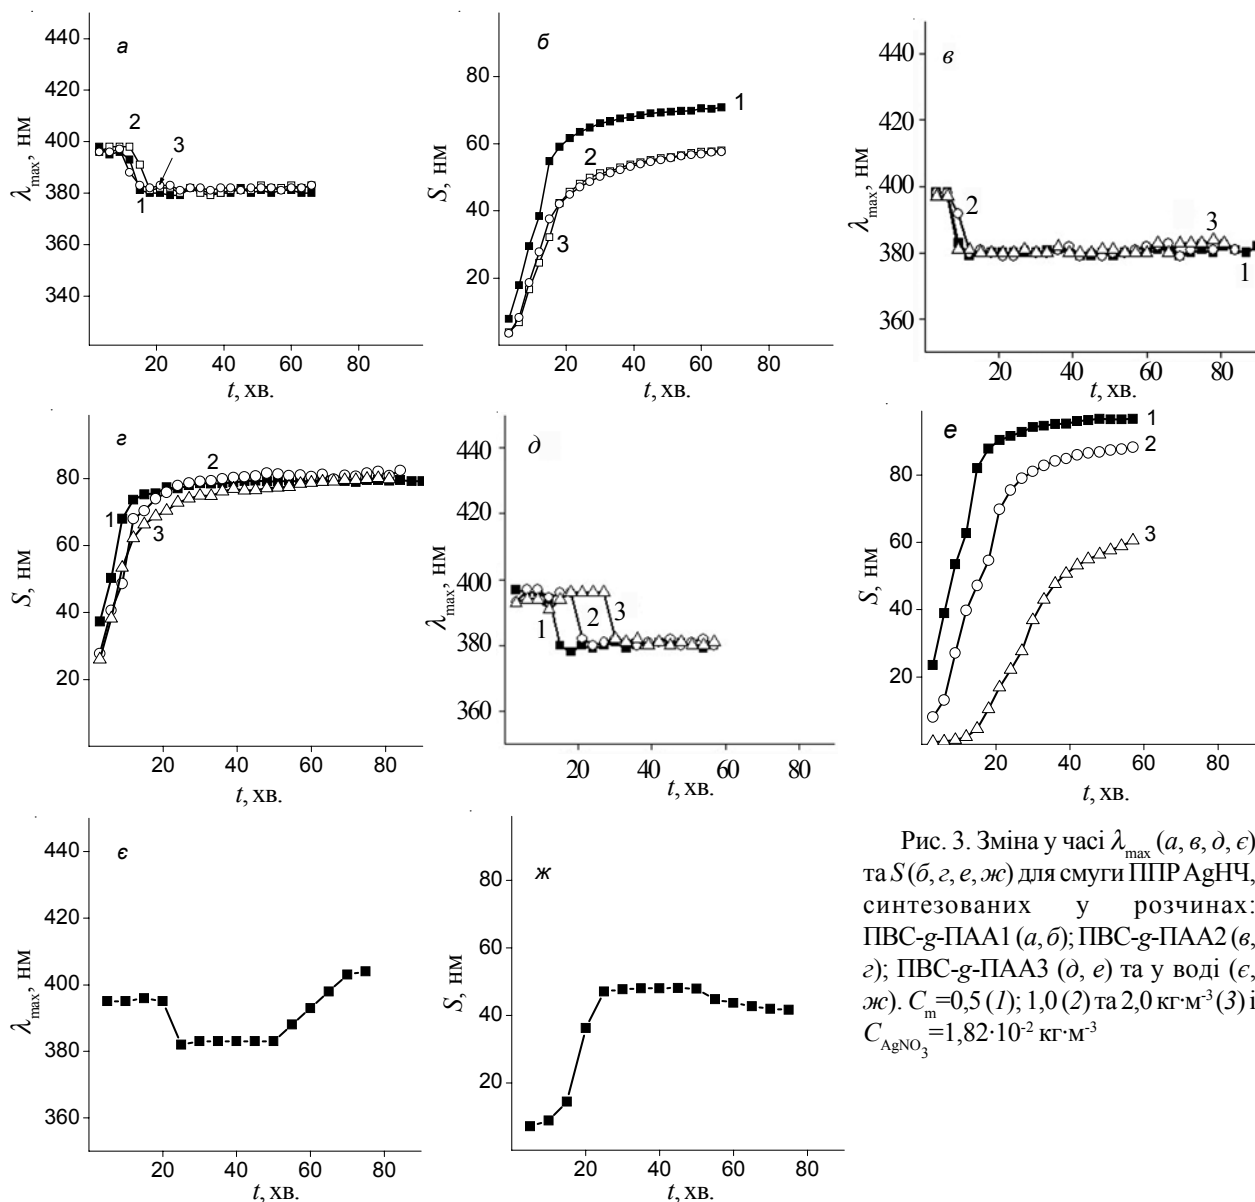 а
λmax, нм
440
420
400
380
360
340
2
3
1
20
40
60
80
t, хв.
б
S, нм
80
60
40
20
1
2
3
20
40
60
80
t, хв.
в
λmax, нм
440
420
400
380
360
2
3
1
20
40
60
80
t, хв.
г
S, нм
80
60
40
20
2
1
3
20
40
60
80
t, хв.
д
λmax, нм
440
420
400
380
360
1
2
3
20
40
60
80
t, хв.
е
S, нм
80
60
40
20
1
2
3
20
40
60
80
t, хв.
є
λmax, нм
440
420
400
380
360
20
40
60
80
t, хв.
ж
S, нм
80
60
40
20
20
40
60
80
t, хв.
Рис. 3. Зміна у часі λmax (а, в, д, є)
та S (б, г, е, ж) для смуги ППР AgНЧ,
синтезованих у розчинах:
ПВС-g-ПАА1 (а, б); ПВС-g-ПАА2 (в,
г); ПВС-g-ПАА3 (д, е) та у воді (є,
ж). Cm=0,5 (1); 1,0 (2) та 2,0 кг·м⁻³ (3) і
CAgNO₃=1,82·10⁻² кг·м⁻³